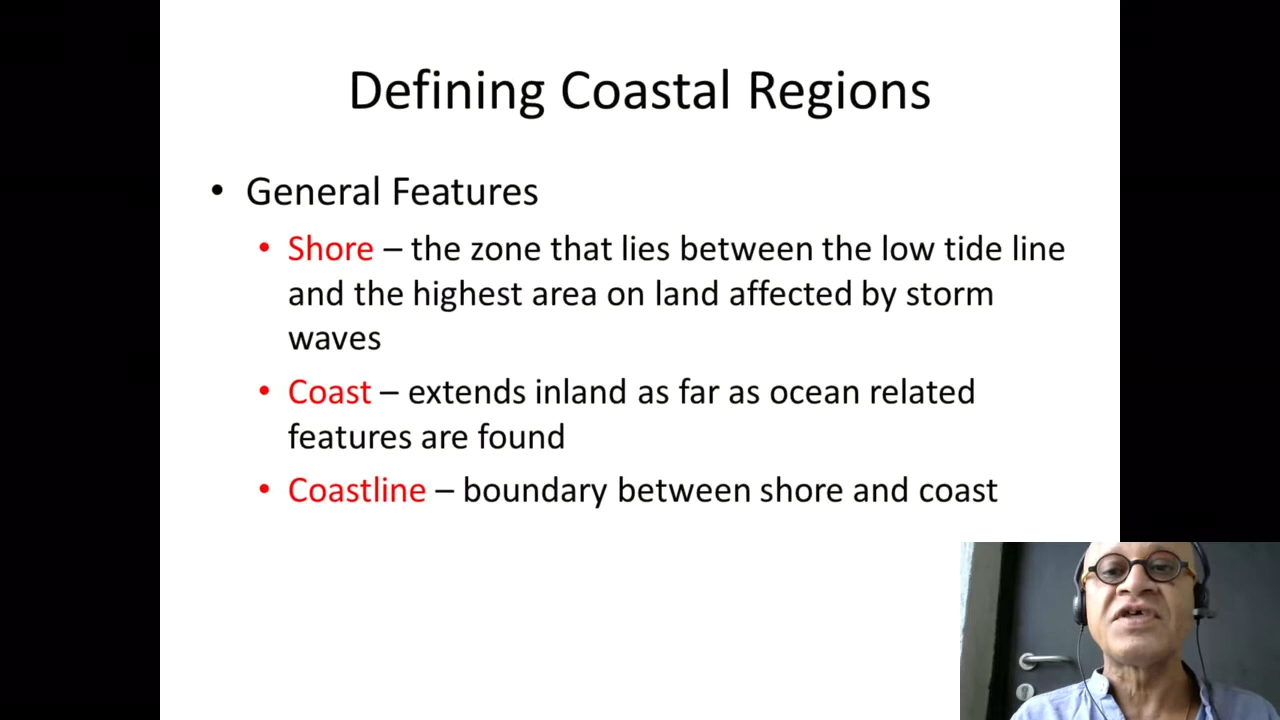 Defining Coastal Regions
• General Features
• Shore – the zone that lies between the low tide line
and the highest area on land affected by storm
waves
• Coast – extends inland as far as ocean related
features are found
• Coastline – boundary between shore and coast